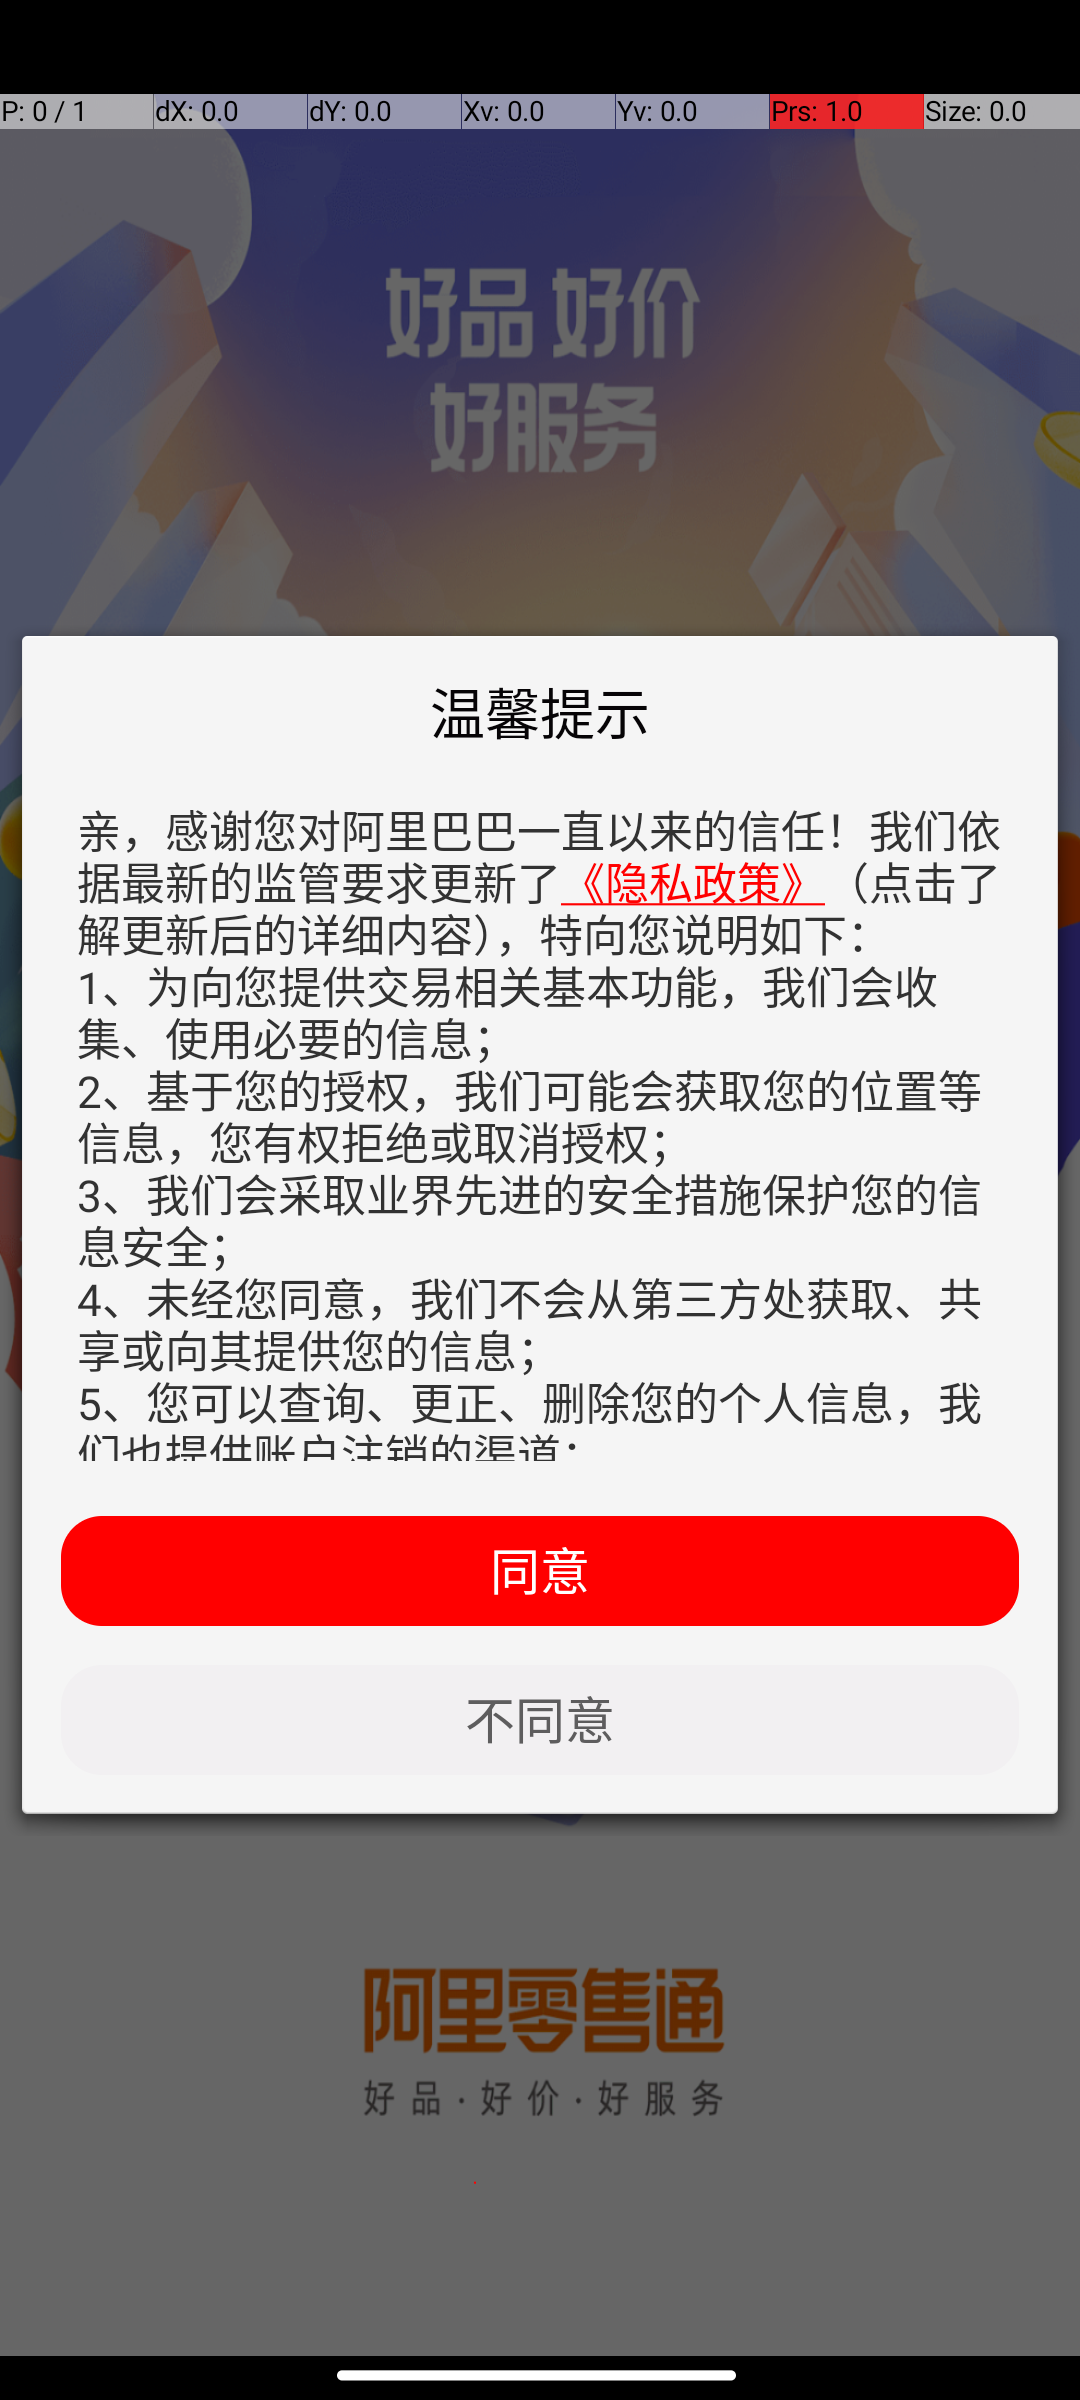 P: 0 / 1 dX: 0.0 dY: 0.0 Xv: 0.0 Yv: 0.0 Prs: 1.0 Size: 0.0
好品 好价
好服务
温馨提示
亲，感谢您对阿里巴巴一直以来的信任！我们依
据最新的监管要求更新了《隐私政策》（点击了
解更新后的详细内容），特向您说明如下：
1、为向您提供交易相关基本功能，我们会收
集、使用必要的信息；
2、基于您的授权，我们可能会获取您的位置等
信息，您有权拒绝或取消授权；
3、我们会采取业界先进的安全措施保护您的信
息安全；
4、未经您同意，我们不会从第三方处获取、共
享或向其提供您的信息；
5、您可以查询、更正、删除您的个人信息，我
们也提供账户注销的渠道；
同意
不同意
阿里零售通
好品·好价·好服务